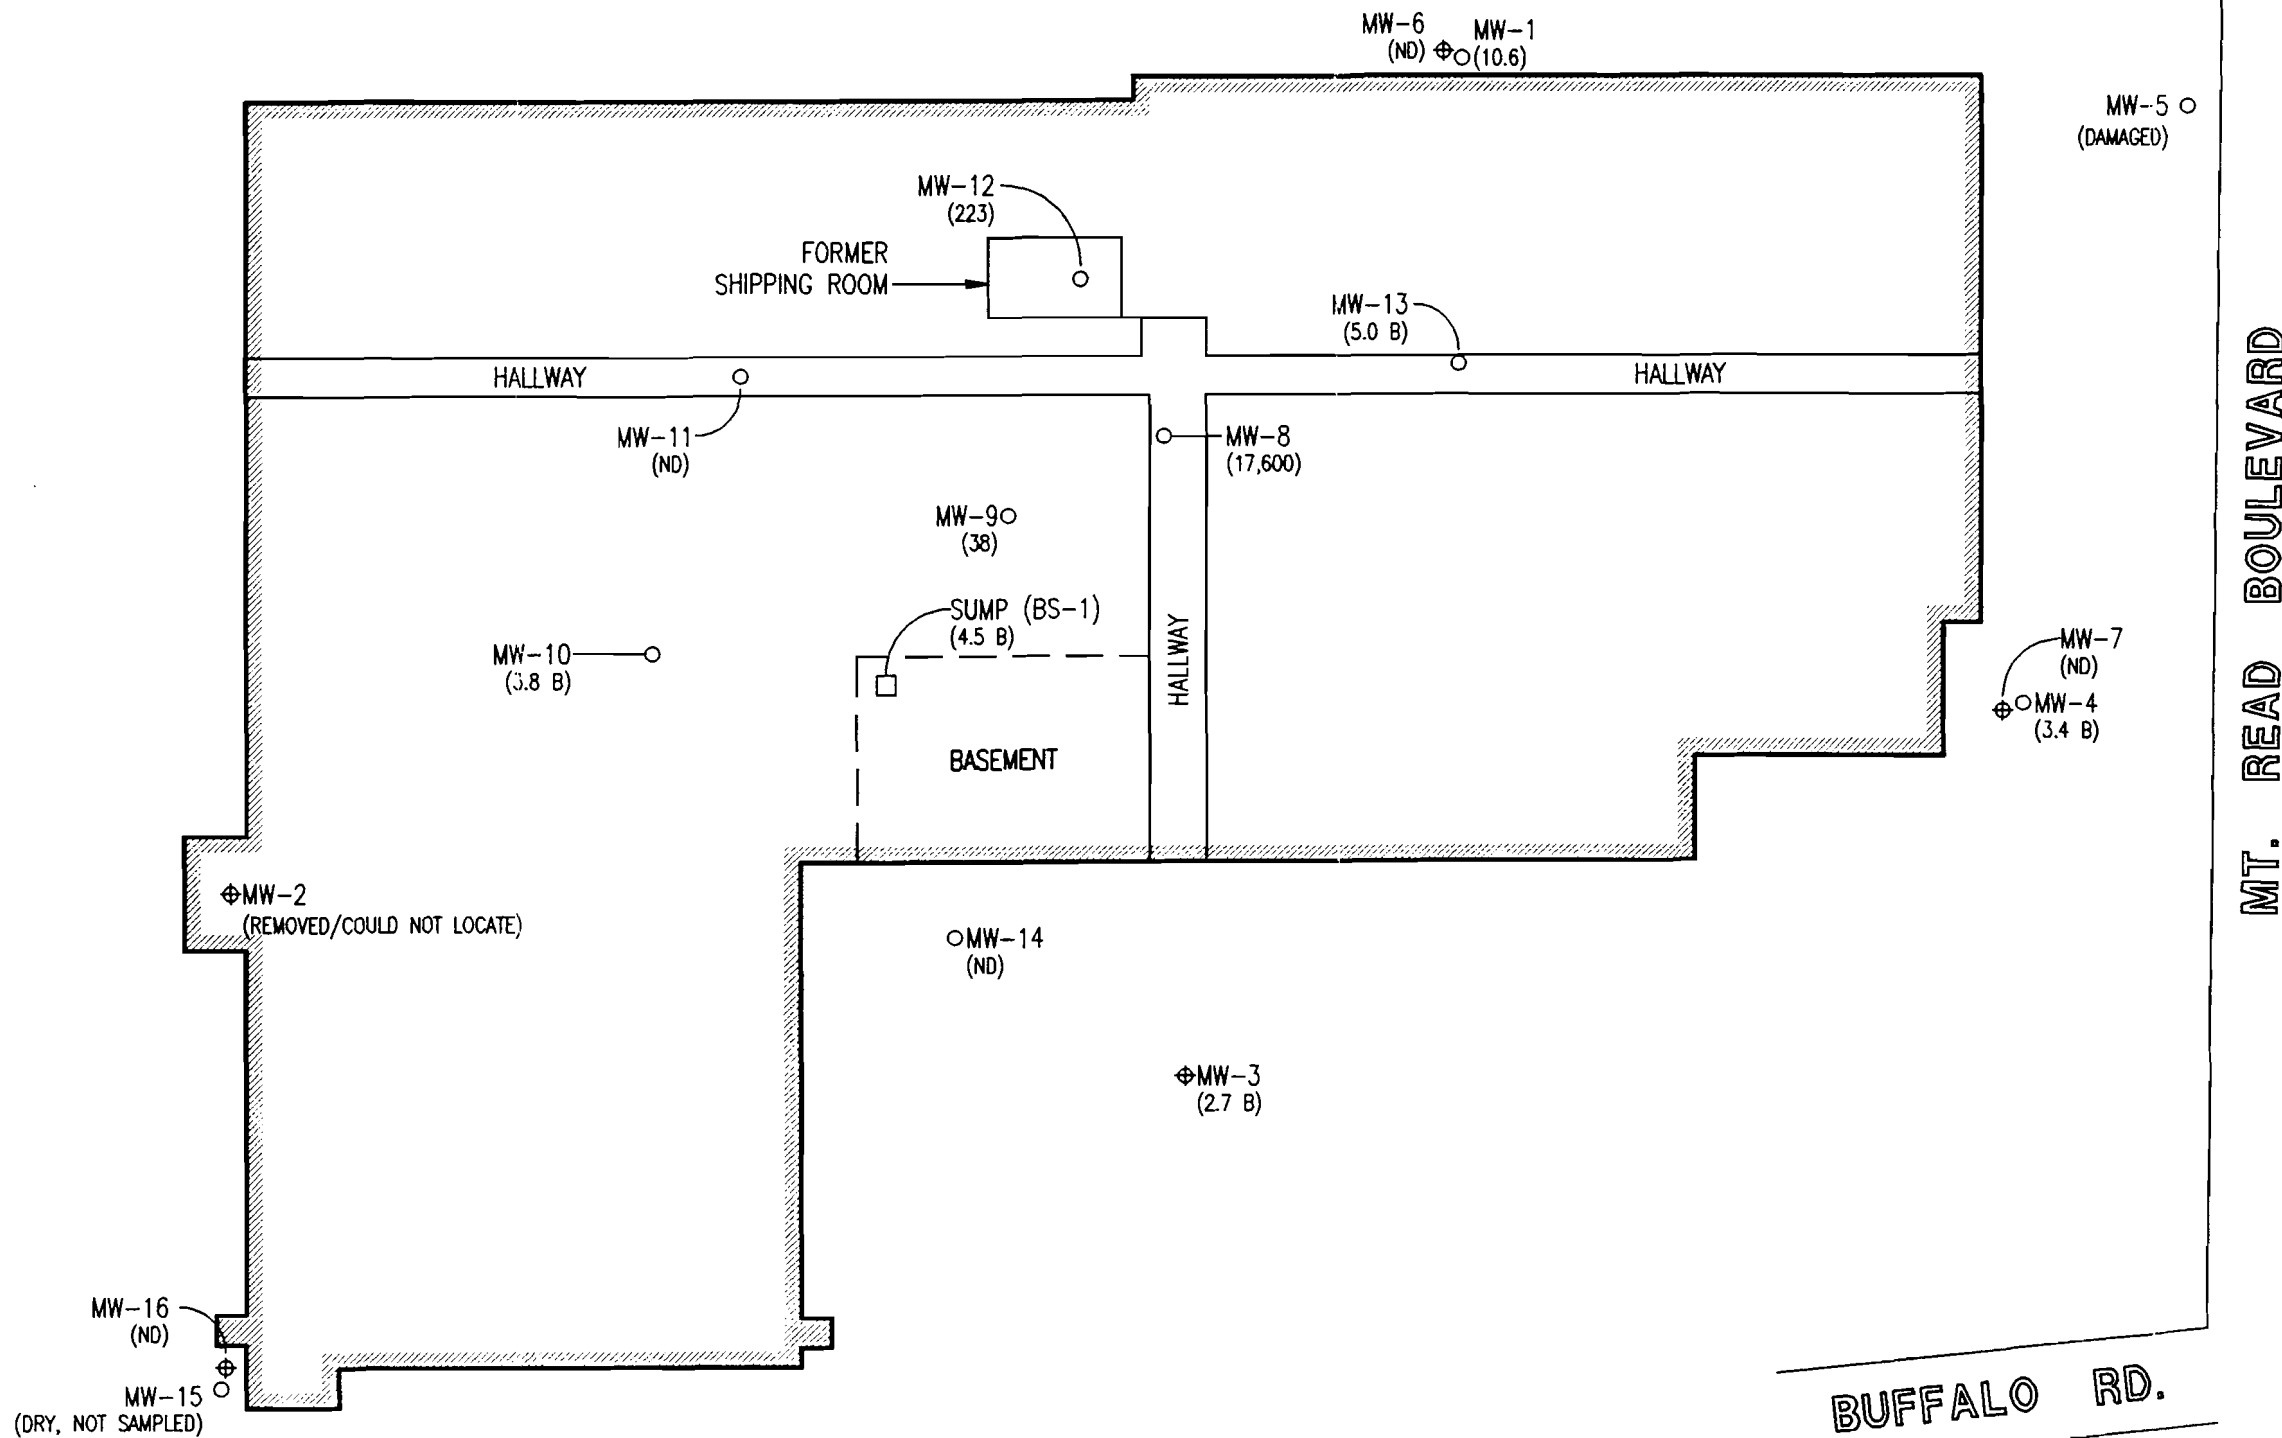 MW-6
(ND)
MW-1
(10.6)
MW-5
(DAMAGED)
MW-12
(223)
FORMER
SHIPPING ROOM
MW-13
(5.0 B)
HALLWAY
HALLWAY
MW-11
(ND)
MW-8
(17,600)
MW-9
(38)
SUMP (BS-1)
(4.5 B)
HALLWAY
MW-10
MW-7
(ND)
MW-4
(3.4 B)
BASEMENT
MT. READ BOULEVARD
MW-2
(REMOVED/COULD NOT LOCATE)
MW-14
(ND)
MW-3
(2.7 B)
MW-16
(ND)
MW-15
(DRY, NOT SAMPLED)
BUFFALO RD.